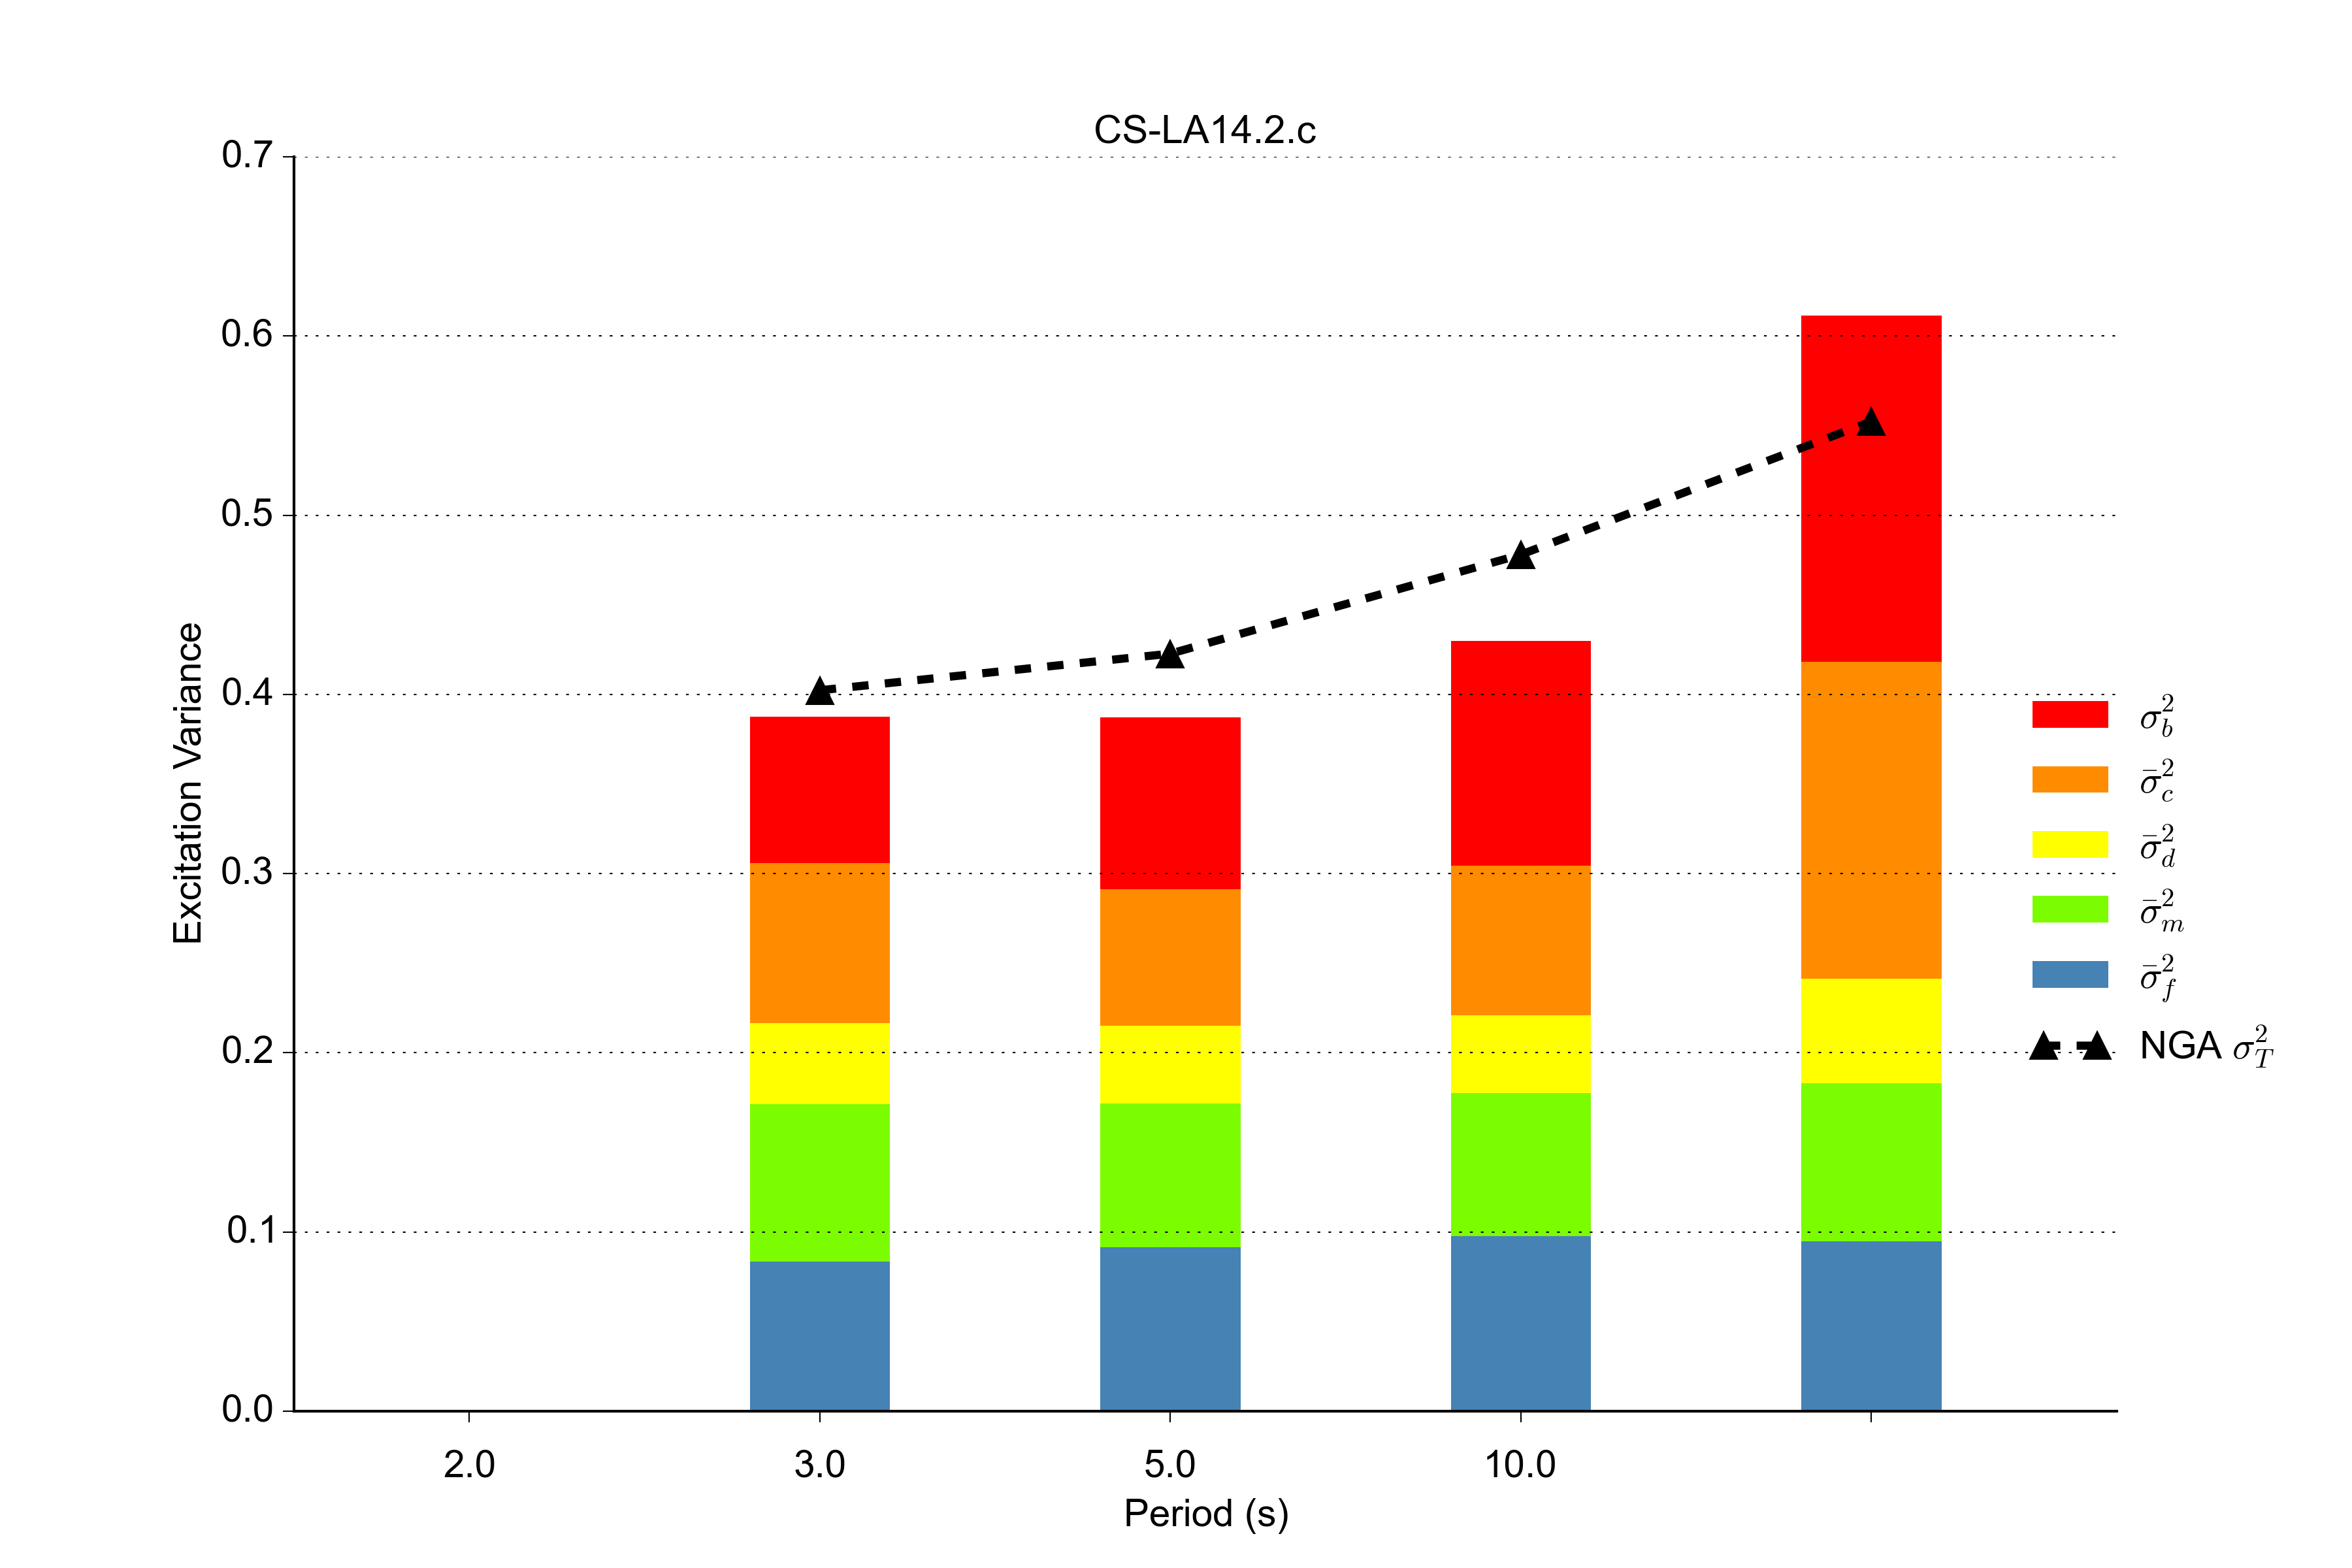 CS-LA14.2.c
0.7
0.6
0.5
0.4
0.3
0.2
0.1
0.0
Excitation Variance
2.0 3.0 5.0 10.0
Period (s)
σ_b^2
σ̄_c^2
σ̄_d^2
σ̄_m^2
σ̄_f^2
NGA σ_T^2